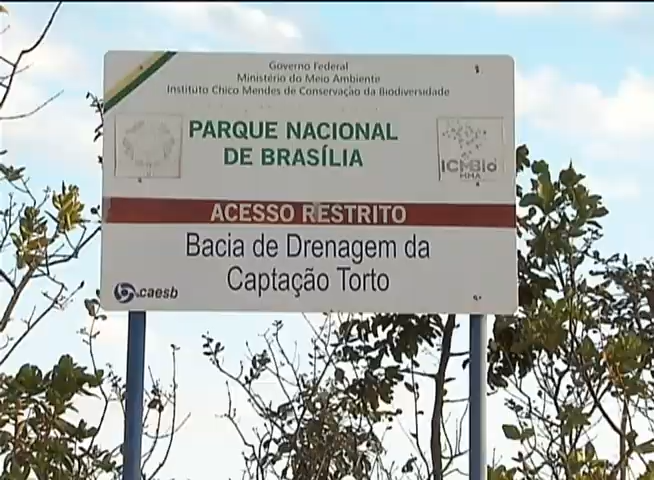 Governo Federal
Ministério do Meio Ambiente
Instituto Chico Mendes de Conservação da Biodiversidade
PARQUE NACIONAL
DE BRASÍLIA
ICMBio
MMA
ACESSO RESTRITO
Bacia de Drenagem da
Captação Torto
caesb